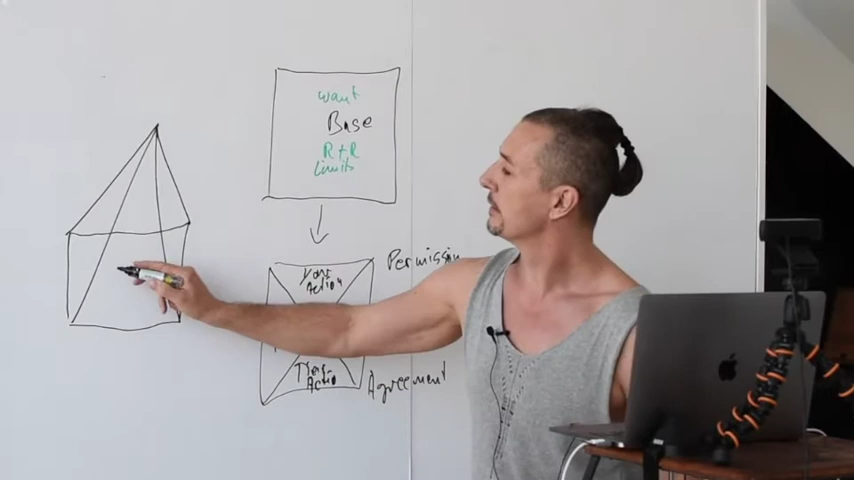 want
Base
R+R
Limits
Permission
Your
Action
Their
Action
Agreement